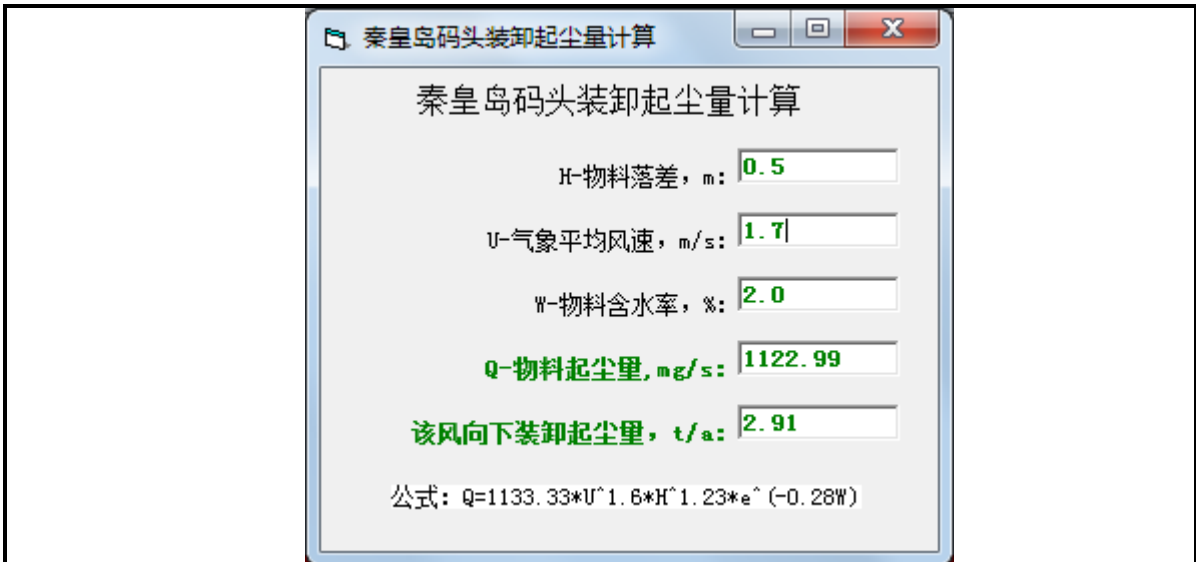 秦皇岛码头装卸起尘量计算
秦皇岛码头装卸起尘量计算
H-物料落差，m: 0.5
U-气象平均风速，m/s: 1.7
W-物料含水率，%: 2.0
Q-物料起尘量,mg/s: 1122.99
该风向下装卸起尘量，t/a: 2.91
公式: Q=1133.33*U^1.6*H^1.23*e^(-0.28W)